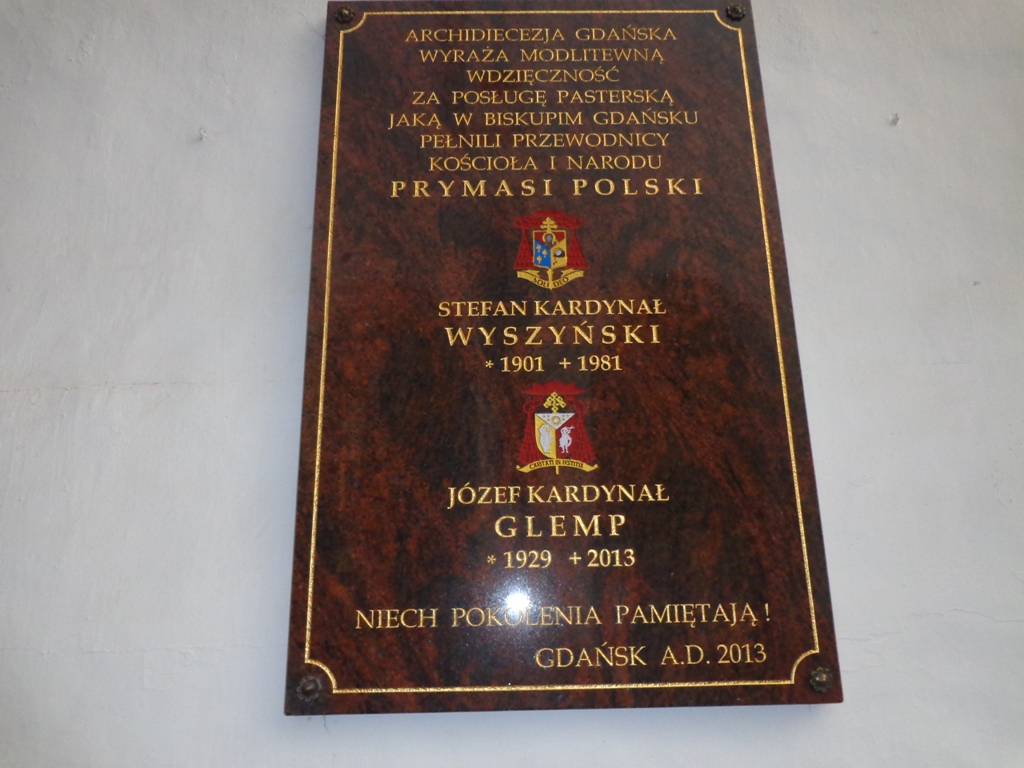 ARCHIDIECEZJA GDAŃSKA
WYRAŻA MODLITEWNĄ
WDZIĘCZNOŚĆ
ZA POSŁUGĘ PASTERSKĄ
JAKĄ W BISKUPIM GDAŃSKU
PEŁNILI PRZEWODNICY
KOŚCIOŁA I NARODU
PRYMASI POLSKI
SOLI DEO
STEFAN KARDYNAŁ
WYSZYŃSKI
* 1901 + 1981
CARITATI IN IUSTITIA
JÓZEF KARDYNAŁ
GLEMP
* 1929 + 2013
NIECH POKOLENIA PAMIĘTAJĄ!
GDAŃSK A.D. 2013